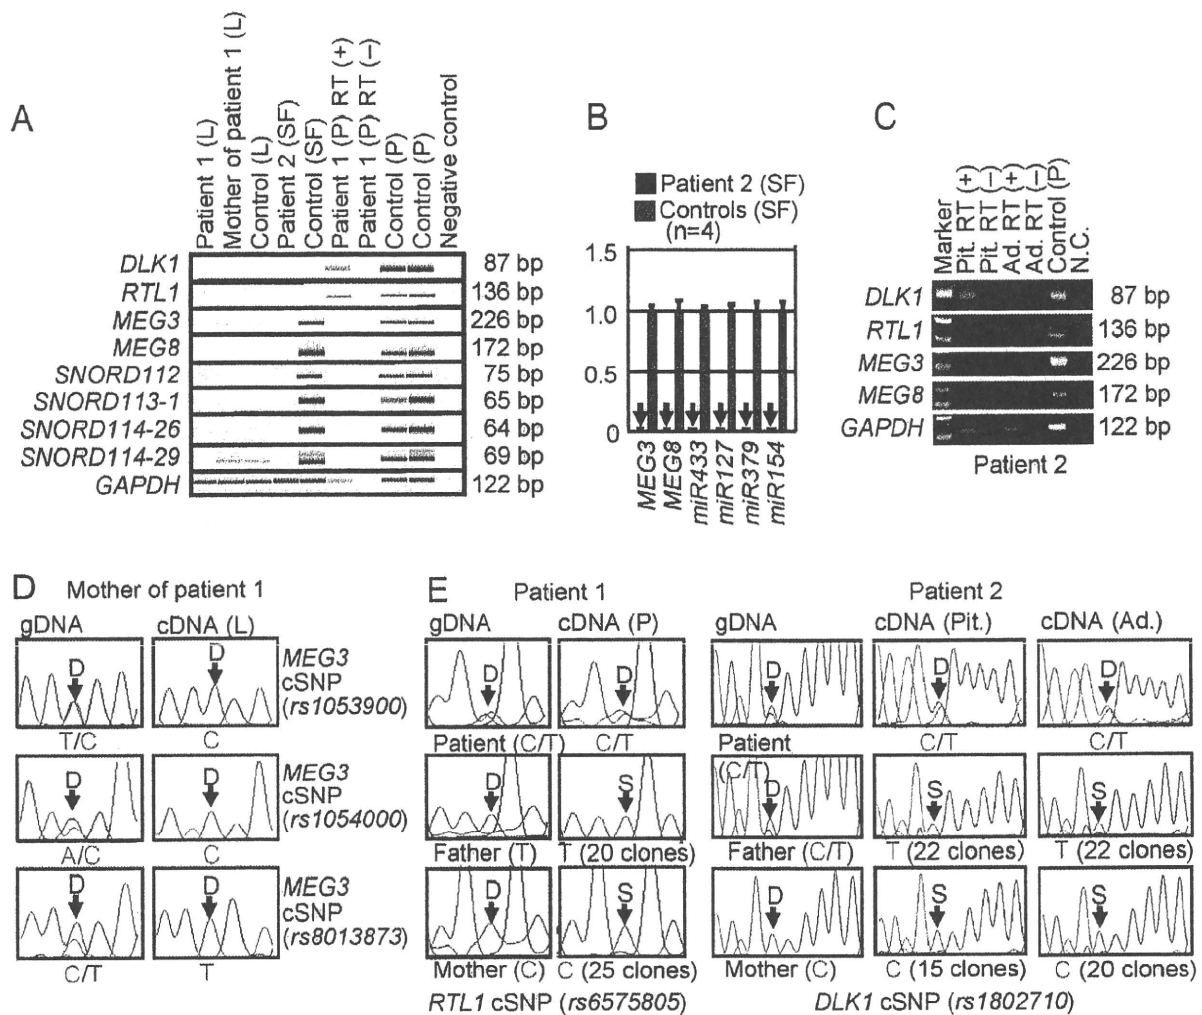 A
Patient 1 (L)
Mother of patient 1 (L)
Control (L)
Patient 2 (SF)
Control (SF)
Patient 1 (P) RT (+)
Patient 1 (P) RT (−)
Control (P)
Control (P)
Negative control
DLK1 87 bp
RTL1 136 bp
MEG3 226 bp
MEG8 172 bp
SNORD112 75 bp
SNORD113-1 65 bp
SNORD114-26 64 bp
SNORD114-29 69 bp
GAPDH 122 bp
B
Patient 2 (SF)
Controls (SF)
(n=4)
1.5
1.0
0.5
0
MEG3
MEG8
miR433
miR127
miR379
miR154
C
Marker
Pit. RT (+)
Pit. RT (−)
Ad. RT (+)
Ad. RT (−)
Control (P)
N.C.
DLK1 87 bp
RTL1 136 bp
MEG3 226 bp
MEG8 172 bp
GAPDH 122 bp
Patient 2
D Mother of patient 1
gDNA cDNA (L)
D D
MEG3
cSNP
(rs1053900)
T/C C
D D
MEG3
cSNP
(rs1054000)
A/C C
D D
MEG3
cSNP
(rs8013873)
C/T T
E Patient 1 Patient 2
gDNA cDNA (P) gDNA cDNA (Pit.) cDNA (Ad.)
D D D D D
Patient (C/T) C/T Patient (C/T) C/T C/T
D S D S S
Father (T) T (20 clones) Father (C/T) T (22 clones) T (22 clones)
D S D S S
Mother (C) C (25 clones) Mother (C) C (15 clones) C (20 clones)
RTL1 cSNP (rs6575805) DLK1 cSNP (rs1802710)